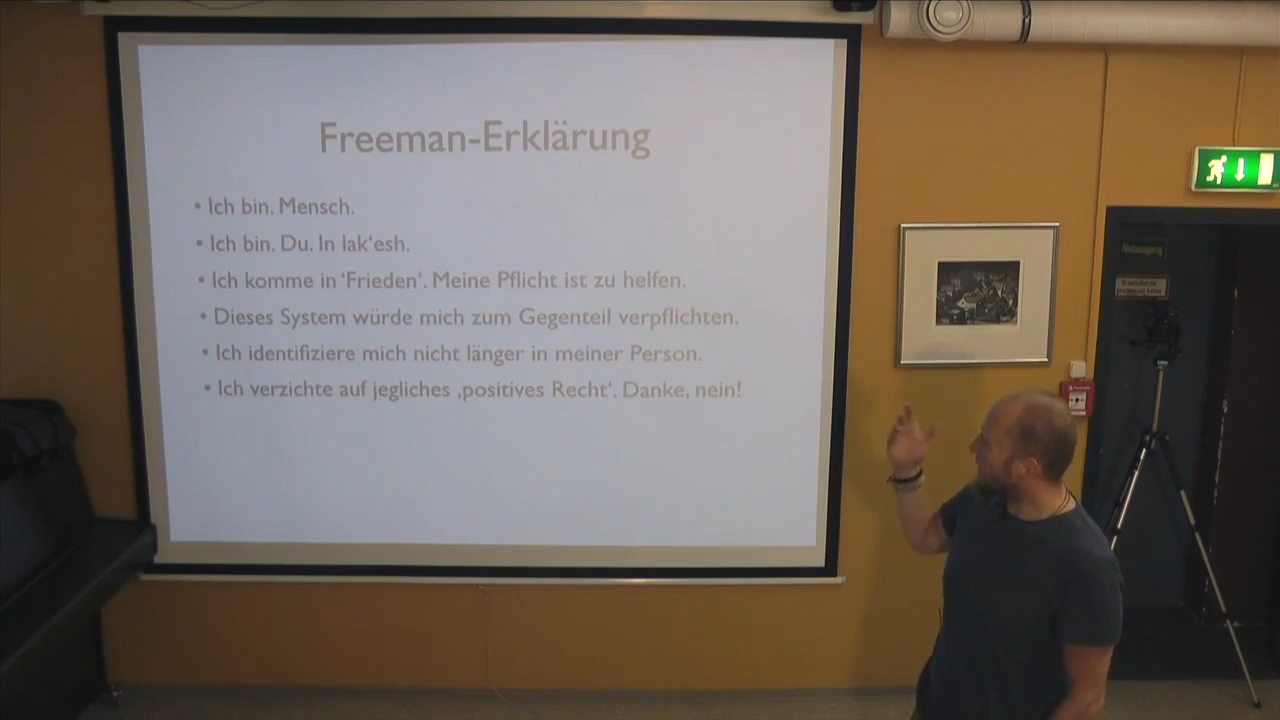 Freeman-Erklärung
• Ich bin. Mensch.
• Ich bin. Du. In lak‘esh.
• Ich komme in ‘Frieden‘. Meine Pflicht ist zu helfen.
• Dieses System würde mich zum Gegenteil verpflichten.
• Ich identifiziere mich nicht länger in meiner Person.
• Ich verzichte auf jegliches ‚positives Recht‘. Danke, nein!
Notausgang